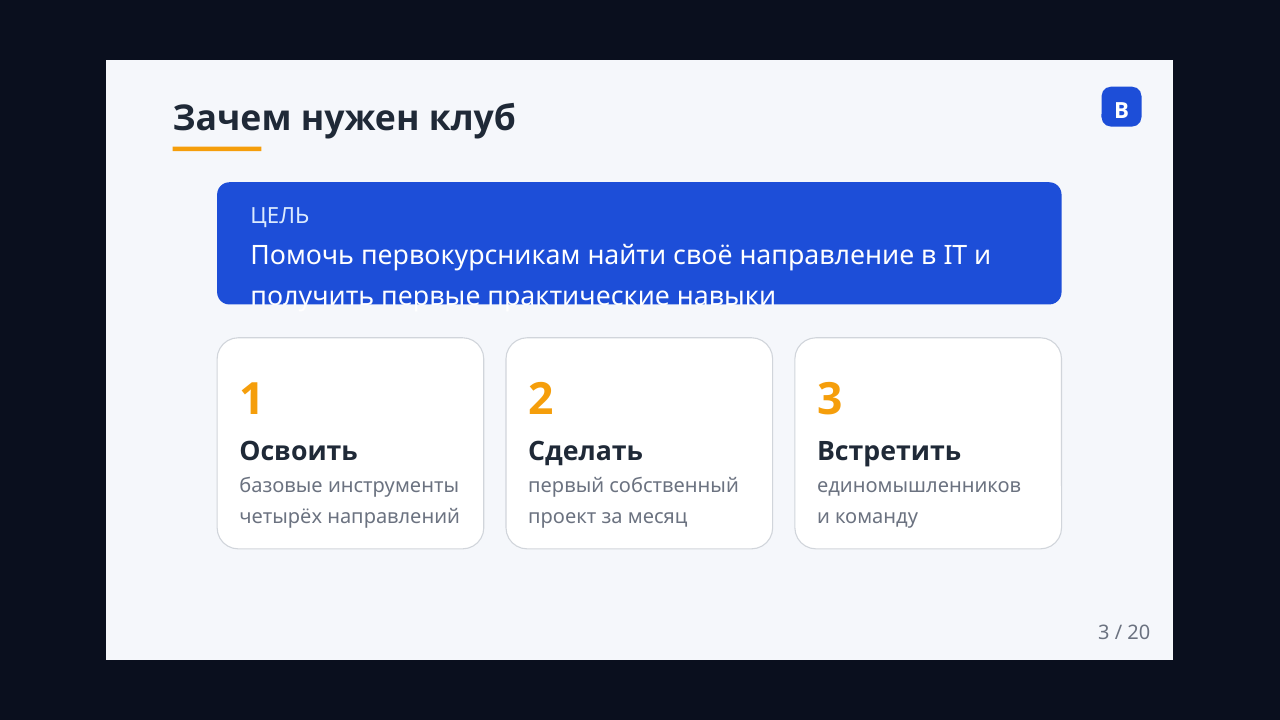 Зачем нужен клуб
B
ЦЕЛЬ
Помочь первокурсникам найти своё направление в IT и
получить первые практические навыки
1
Освоить
базовые инструменты
четырёх направлений
2
Сделать
первый собственный
проект за месяц
3
Встретить
единомышленников
и команду
3 / 20